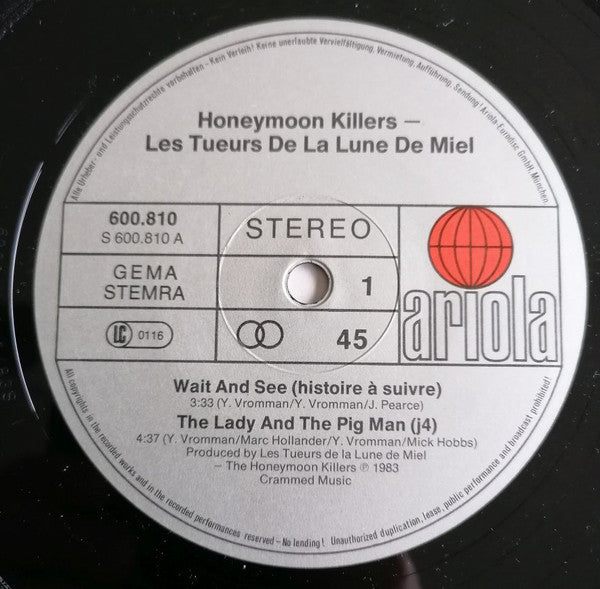 Alle Urheber- und Leistungsschutzrechte vorbehalten - Kein Verleih! Keine unerlaubte Vervielfältigung, Vermietung, Aufführung, Sendung! Ariola-Eurodisc GmbH, München.
Honeymoon Killers –
Les Tueurs De La Lune De Miel
600.810
S 600.810 A
STEREO
GEMA
STEMRA
1
LC 0116
45
ariola
Wait And See (histoire à suivre)
3:33 (Y. Vromman/Y. Vromman/J. Pearce)
The Lady And The Pig Man (j4)
4:37 (Y. Vromman/Marc Hollander/Y. Vromman/Mick Hobbs)
Produced by Les Tueurs de la Lune de Miel
– The Honeymoon Killers ℗ 1983
Crammed Music
All copyrights in the recorded works and in the recorded performances reserved – No lending! Unauthorized duplication, lease, public performance and broadcast prohibited!